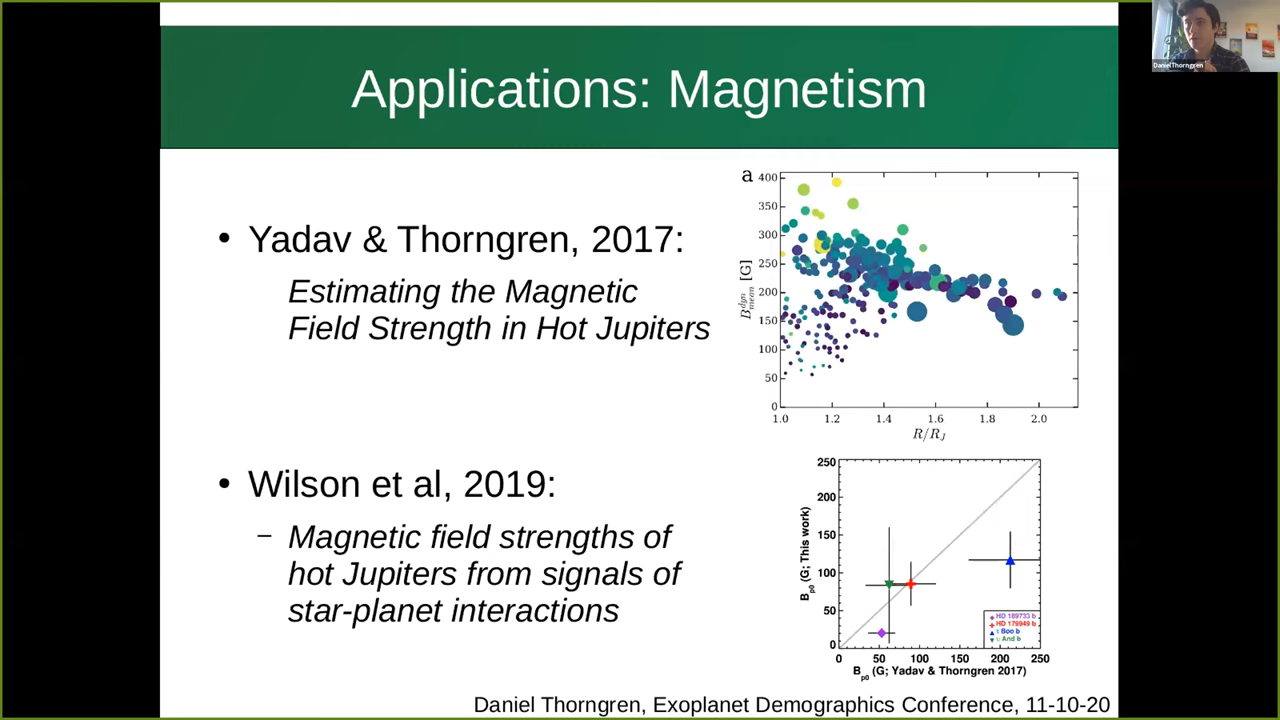 Applications: Magnetism
DanielThorngren
• Yadav & Thorngren, 2017:
Estimating the Magnetic
Field Strength in Hot Jupiters
a
400
350
300
250
200
150
100
50
0
B dyn mean [G]
1.0 1.2 1.4 1.6 1.8 2.0
R/R_J
• Wilson et al, 2019:
– Magnetic field strengths of
hot Jupiters from signals of
star-planet interactions
250
200
150
100
50
0
B_p0 (G; This work)
HD 189733 b
HD 179949 b
τ Boo b
υ And b
0 50 100 150 200 250
B_p0 (G; Yadav & Thorngren 2017)
Daniel Thorngren, Exoplanet Demographics Conference, 11-10-20